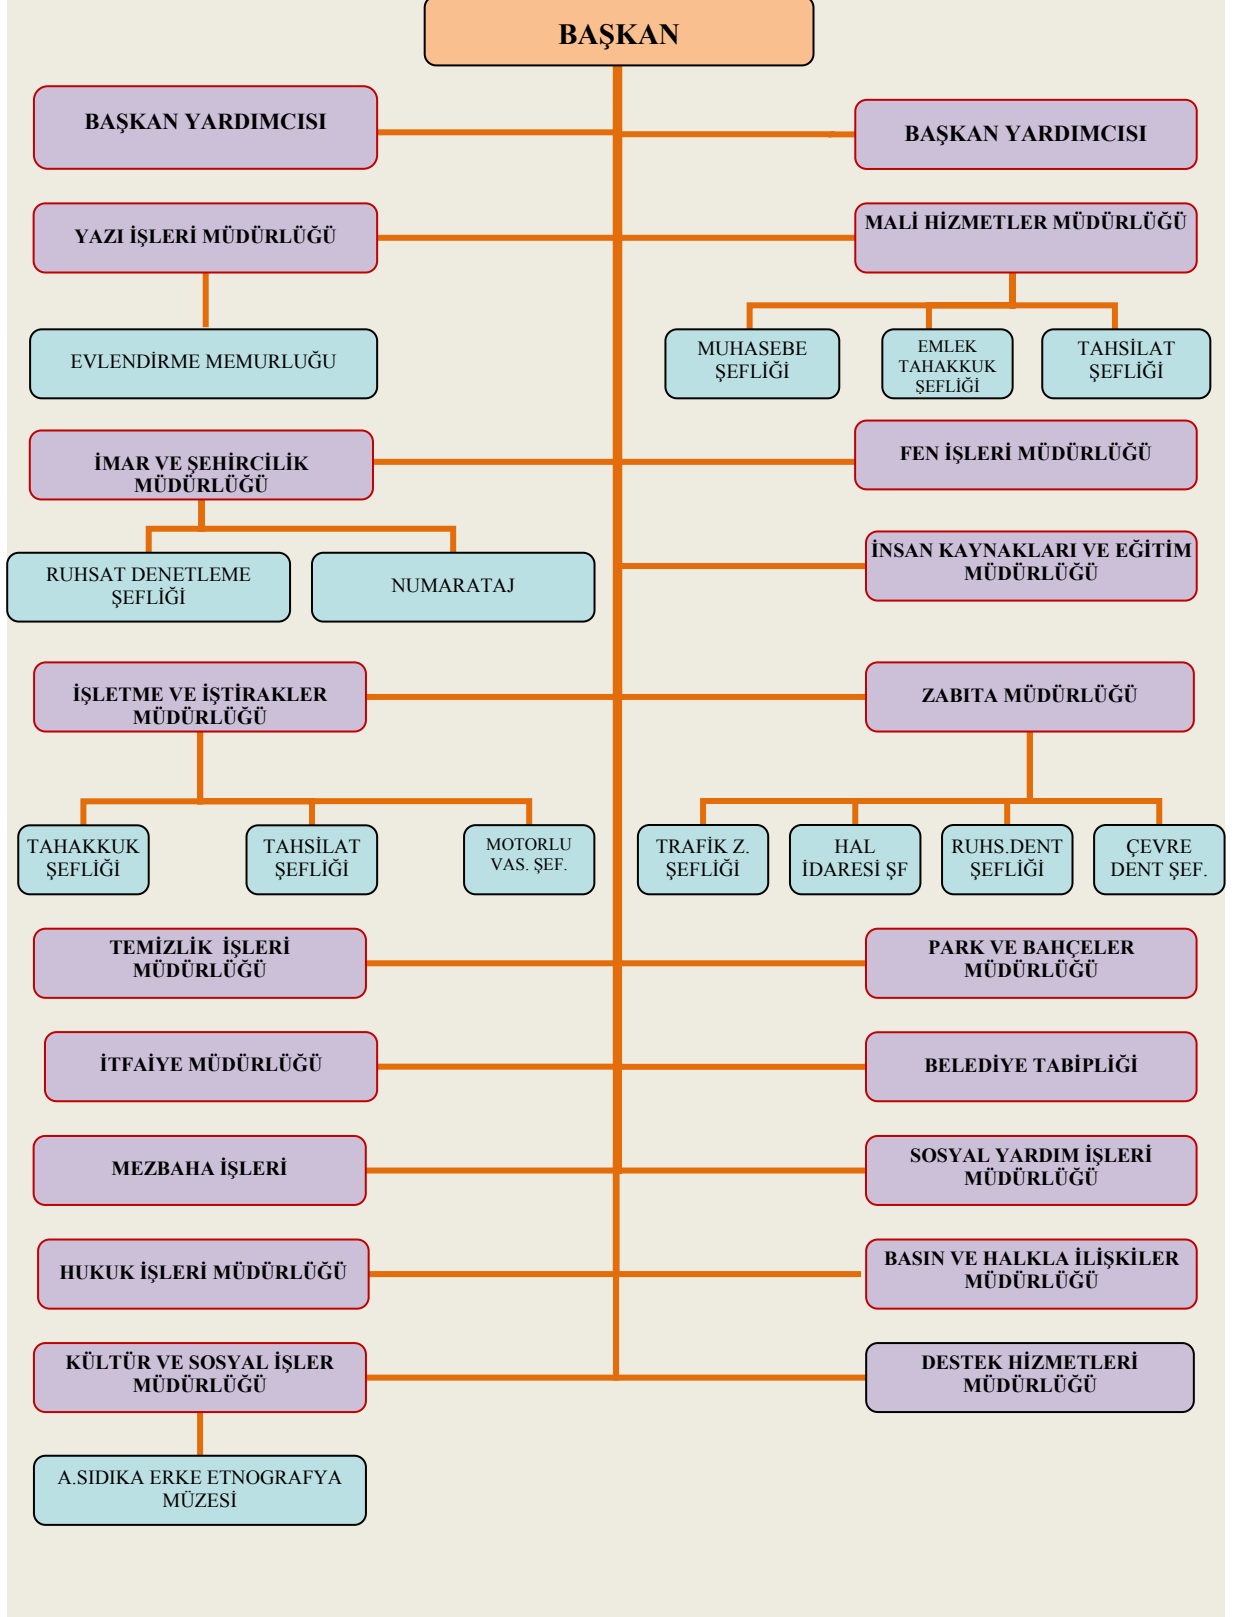 BAŞKAN
BAŞKAN YARDIMCISI
BAŞKAN YARDIMCISI
YAZI İŞLERİ MÜDÜRLÜĞÜ
MALİ HİZMETLER MÜDÜRLÜĞÜ
EVLENDİRME MEMURLUĞU
MUHASEBE
ŞEFLİĞİ
EMLEK
TAHAKKUK
ŞEFLİĞİ
TAHSİLAT
ŞEFLİĞİ
İMAR VE ŞEHİRCİLİK
MÜDÜRLÜĞÜ
FEN İŞLERİ MÜDÜRLÜĞÜ
RUHSAT DENETLEME
ŞEFLİĞİ
NUMARATAJ
İNSAN KAYNAKLARI VE EĞİTİM
MÜDÜRLÜĞÜ
İŞLETME VE İŞTİRAKLER
MÜDÜRLÜĞÜ
ZABITA MÜDÜRLÜĞÜ
TAHAKKUK
ŞEFLİĞİ
TAHSİLAT
ŞEFLİĞİ
MOTORLU
VAS. ŞEF.
TRAFİK Z.
ŞEFLİĞİ
HAL
İDARESİ ŞF
RUHS.DENT
ŞEFLİĞİ
ÇEVRE
DENT ŞEF.
TEMİZLİK İŞLERİ
MÜDÜRLÜĞÜ
PARK VE BAHÇELER
MÜDÜRLÜĞÜ
İTFAİYE MÜDÜRLÜĞÜ
BELEDİYE TABİPLİĞİ
MEZBAHA İŞLERİ
SOSYAL YARDIM İŞLERİ
MÜDÜRLÜĞÜ
HUKUK İŞLERİ MÜDÜRLÜĞÜ
BASIN VE HALKLA İLİŞKİLER
MÜDÜRLÜĞÜ
KÜLTÜR VE SOSYAL İŞLER
MÜDÜRLÜĞÜ
DESTEK HİZMETLERİ
MÜDÜRLÜĞÜ
A.SIDIKA ERKE ETNOGRAFYA
MÜZESİ